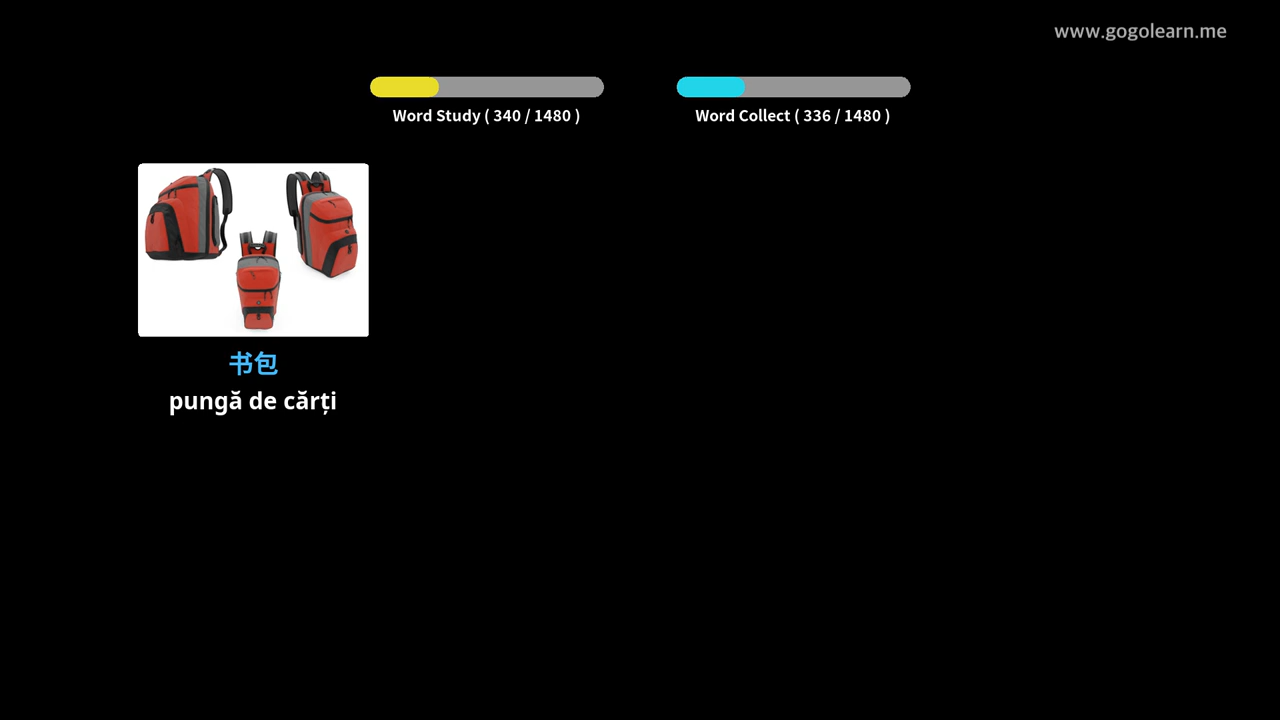 www.gogolearn.me
Word Study ( 340 / 1480 )
Word Collect ( 336 / 1480 )
书包
pungă de cărți